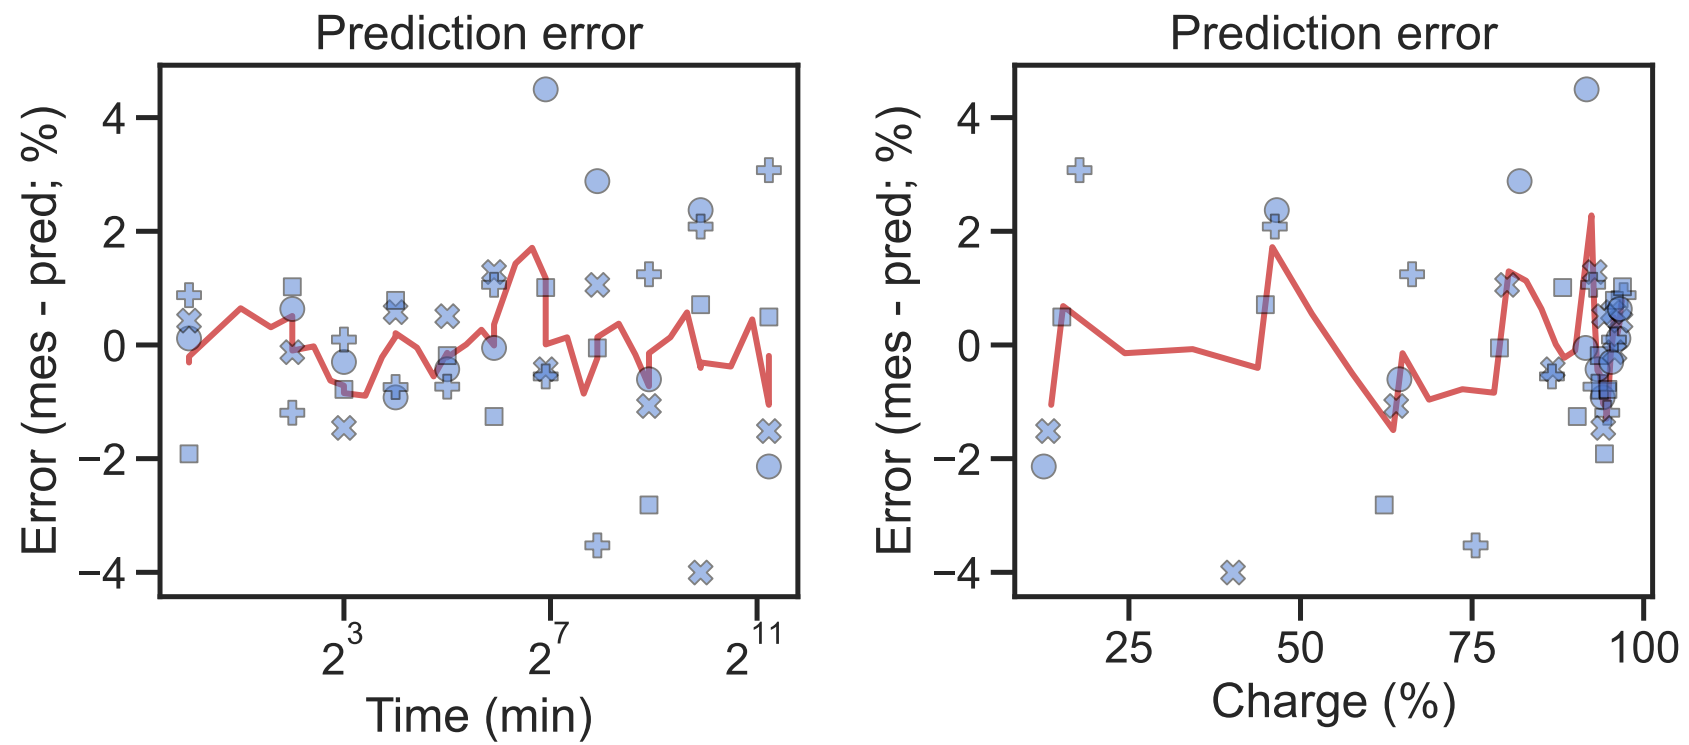 Prediction error
Error (mes - pred; %)
4
2
0
−2
−4
2^3
2^7
2^11
Time (min)
Prediction error
Error (mes - pred; %)
4
2
0
−2
−4
25
50
75
100
Charge (%)